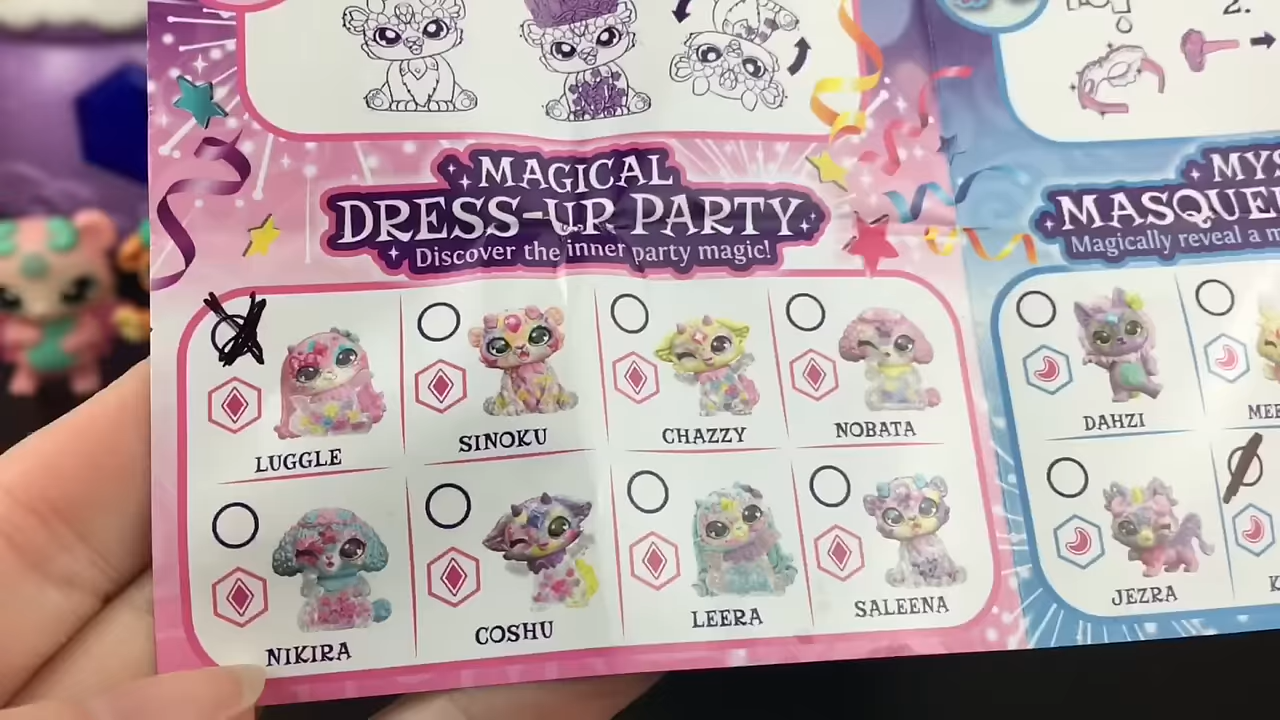 2.
MAGICAL
DRESS-UP PARTY
Discover the inner party magic!
LUGGLE
SINOKU
CHAZZY
NOBATA
NIKIRA
COSHU
LEERA
SALEENA
Magically reveal a
DAHZI
JEZRA